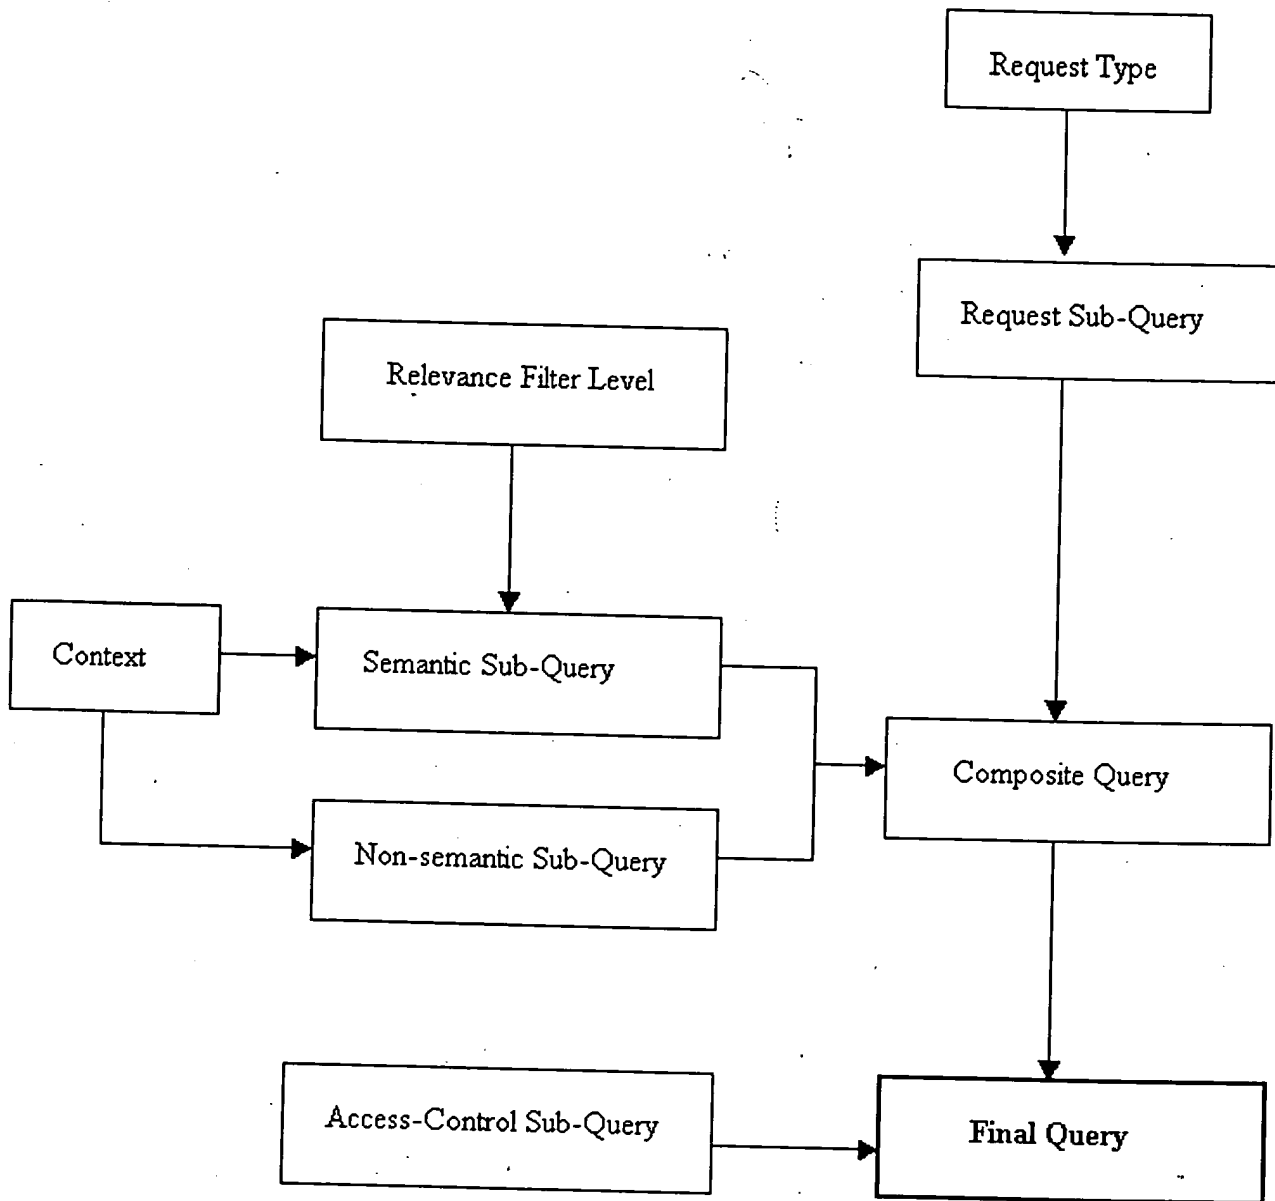 Request Type
Request Sub-Query
Relevance Filter Level
Context
Semantic Sub-Query
Composite Query
Non-semantic Sub-Query
Access-Control Sub-Query
Final Query